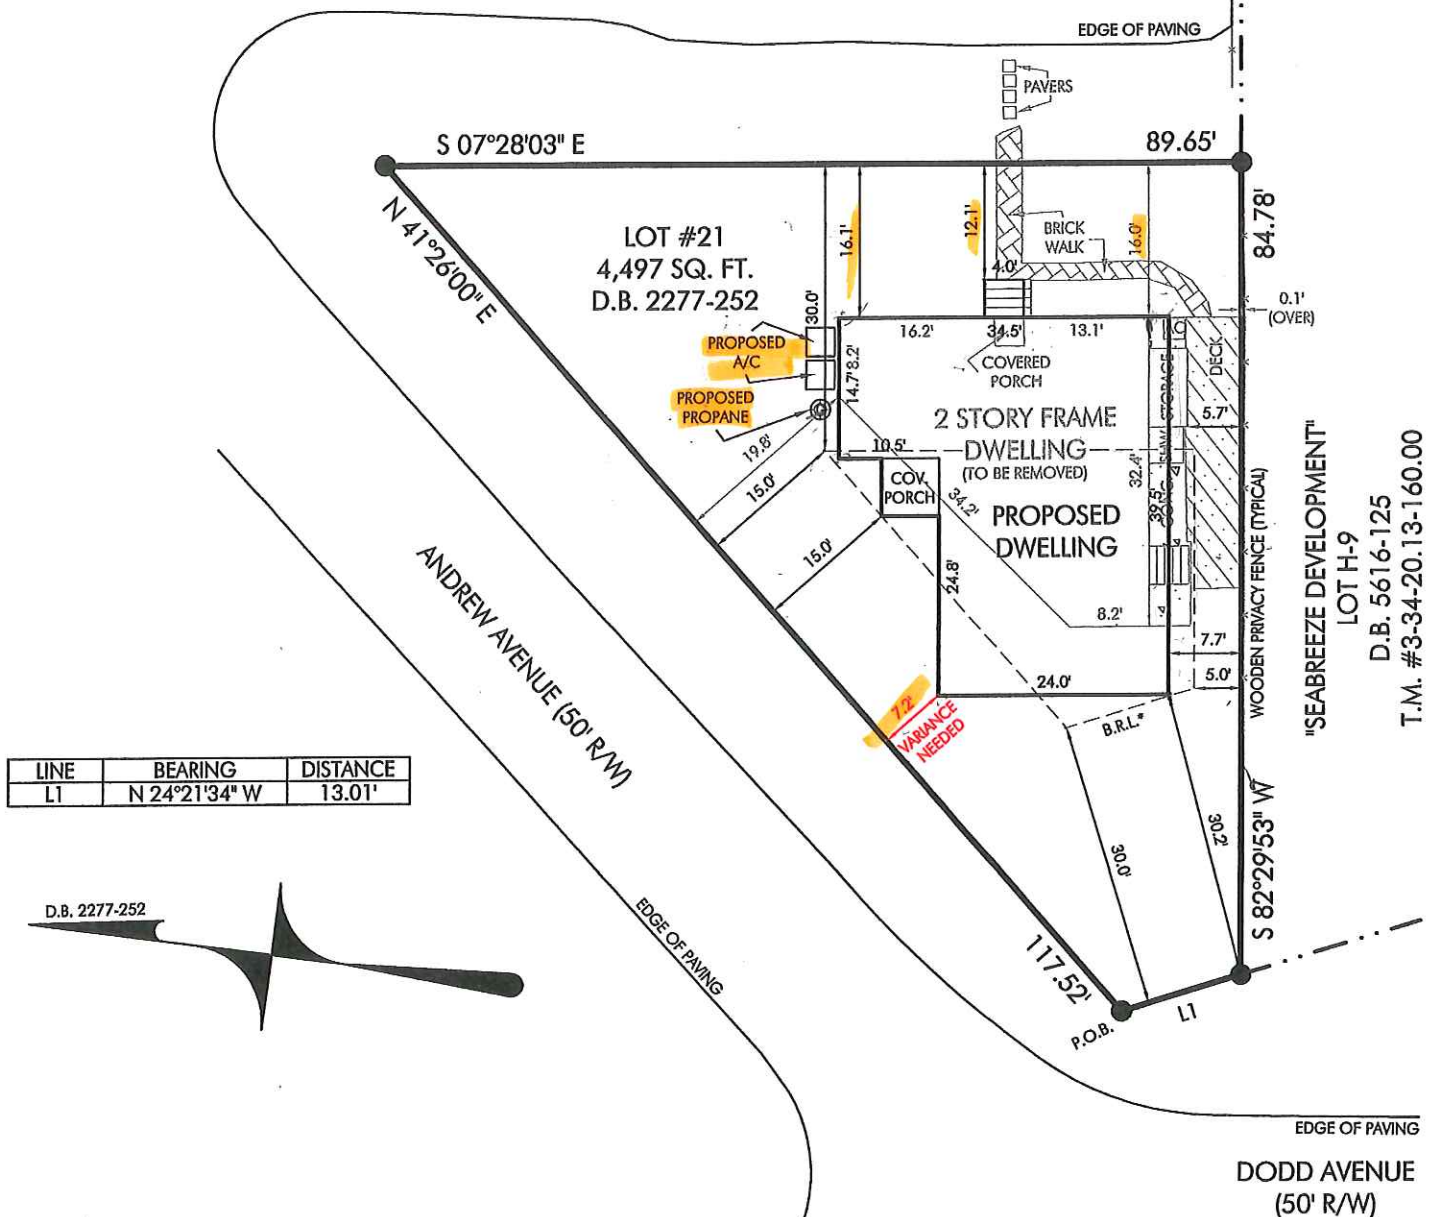 EDGE OF PAVING
PAVERS
S 07°28'03" E
89.65'
N 41°26'00" E
LOT #21
4,497 SQ. FT.
D.B. 2277-252
16.1'
12.1'
BRICK
WALK
16.0'
84.78'
4.0'
30.0'
0.1'
(OVER)
16.2'
34.5'
13.1'
PROPOSED
A/C
COVERED
PORCH
14.7'
8.2'
STORAGE
DECK
PROPOSED
PROPANE
2 STORY FRAME
DWELLING
(TO BE REMOVED)
5.7'
19.8'
10.5'
15.0'
COV.
PORCH
34.2'
32.4'
39.5'
PROPOSED
DWELLING
WOODEN PRIVACY FENCE (TYPICAL)
"SEABREEZE DEVELOPMENT"
LOT H-9
D.B. 5616-125
T.M. #3-34-20.13-160.00
15.0'
24.8'
8.2'
7.7'
5.0'
ANDREW AVENUE (50' R/W)
24.0'
7.2'
VARIANCE
NEEDED
B.R.L.*
LINE BEARING DISTANCE
L1 N 24°21'34" W 13.01'
30.0'
30.2'
S 82°29'53" W
D.B. 2277-252
EDGE OF PAVING
117.52'
P.O.B.
L1
EDGE OF PAVING
DODD AVENUE
(50' R/W)